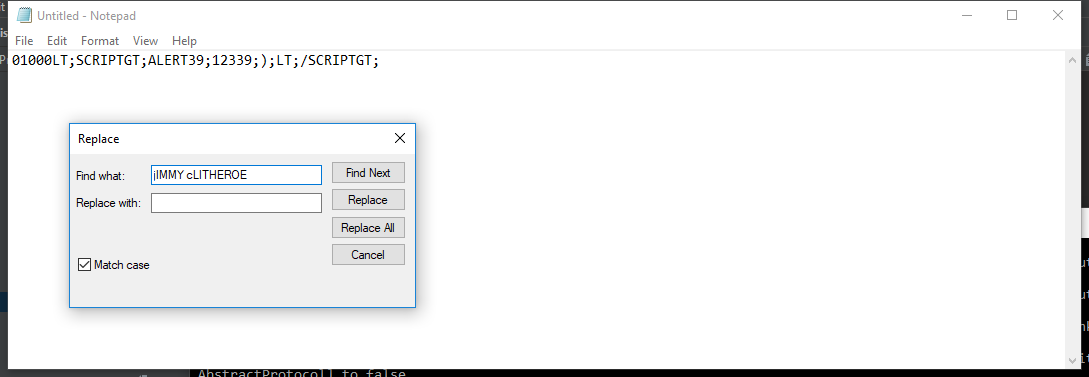 Untitled - Notepad
File Edit Format View Help
01000LT;SCRIPTGT;ALERT39;12339;);LT;/SCRIPTGT;
Replace
Find what: jIMMY cLITHEROE Find Next
Replace with: Replace
Replace All
Match case Cancel
AbstractProtocol] to false